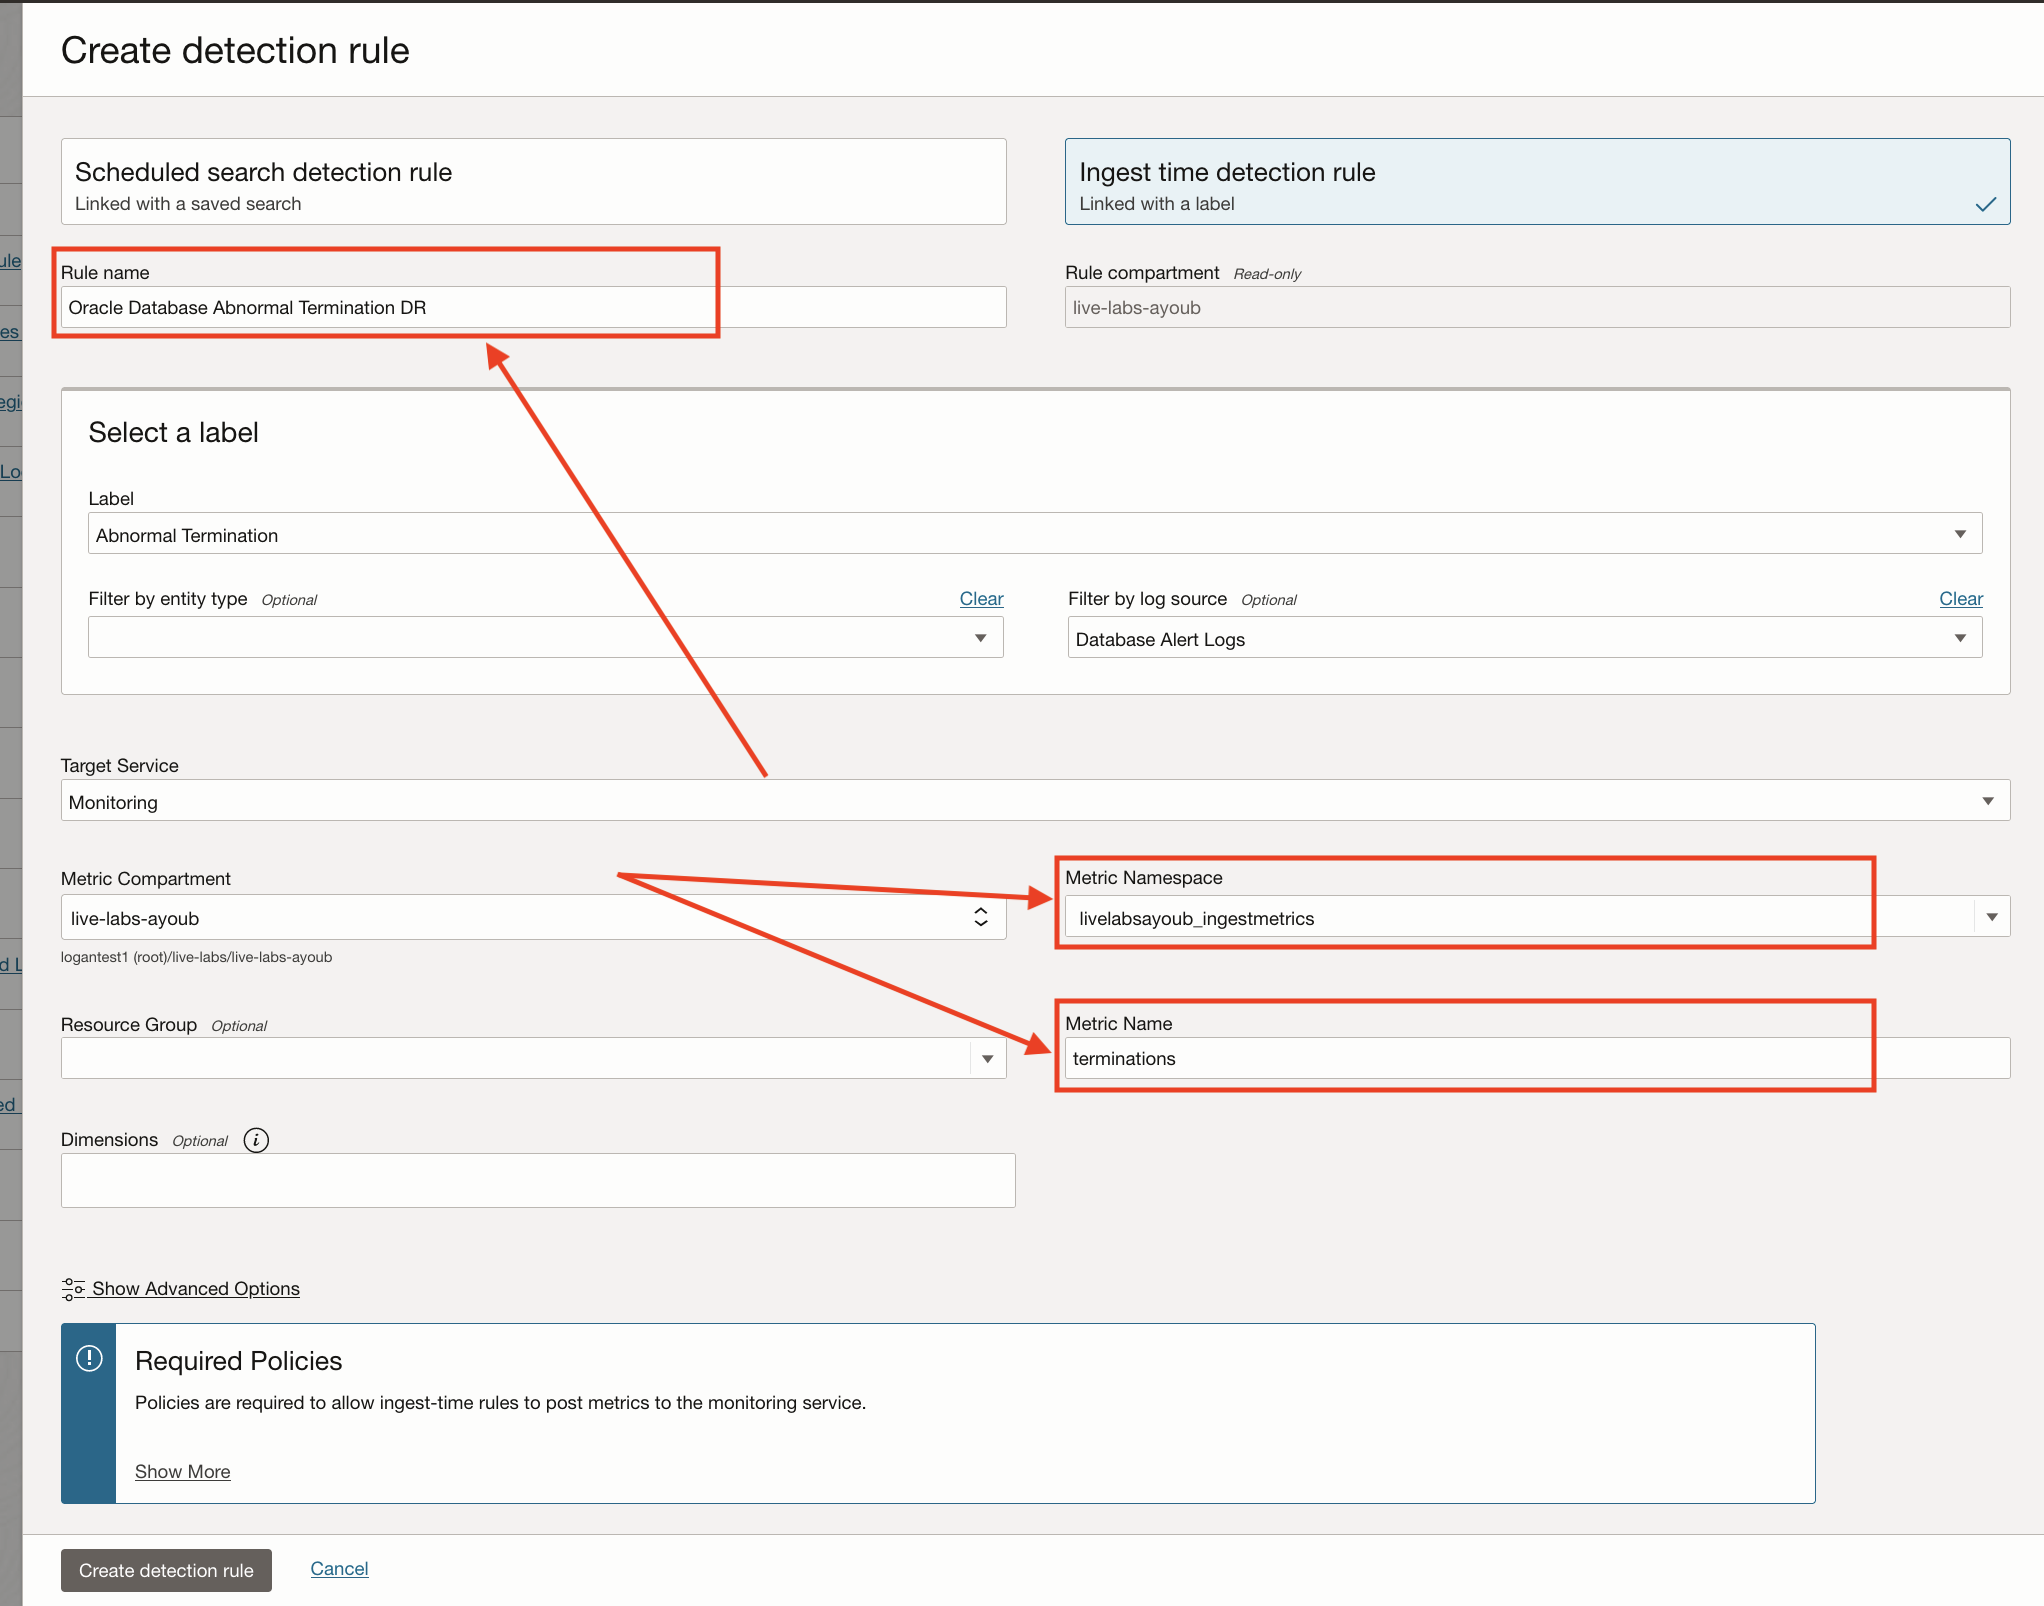 Create detection rule
Scheduled search detection rule
Linked with a saved search
Ingest time detection rule
Linked with a label
Rule name
Oracle Database Abnormal Termination DR
Rule compartment Read-only
live-labs-ayoub
Select a label
Label
Abnormal Termination
Filter by entity type Optional Clear
Filter by log source Optional Clear
Database Alert Logs
Target Service
Monitoring
Metric Compartment
live-labs-ayoub
logantest1 (root)/live-labs/live-labs-ayoub
Metric Namespace
livelabsayoub_ingestmetrics
Resource Group Optional
Metric Name
terminations
Dimensions Optional
Show Advanced Options
Required Policies
Policies are required to allow ingest-time rules to post metrics to the monitoring service.
Show More
Create detection rule
Cancel